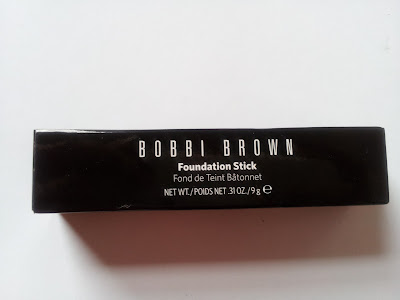 BOBBI BROWN
Foundation Stick
Fond de Teint Bâtonnet
NET WT./POIDS NET .31 OZ./9 g ℮